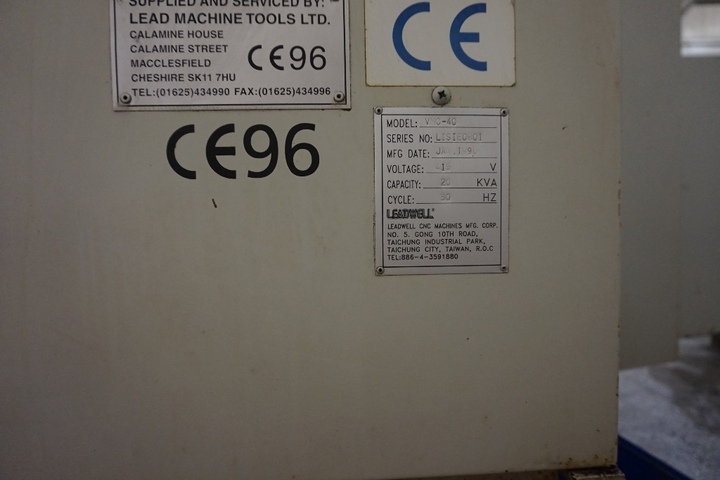 SUPPLIED AND SERVICED BY:
LEAD MACHINE TOOLS LTD.
CALAMINE HOUSE
CALAMINE STREET
MACCLESFIELD
CHESHIRE SK11 7HU
CE96
TEL:(01625)434990 FAX:(01625)434996
CE
CE96
MODEL:
SERIES NO:
MFG DATE:
VOLTAGE: V
CAPACITY: KVA
CYCLE: HZ
LEADWELL
LEADWELL CNC MACHINES MFG. CORP.
NO. 5, GONG 10TH ROAD,
TAICHUNG INDUSTRIAL PARK,
TAICHUNG CITY, TAIWAN, R.O.C
TEL:886-4-3591880